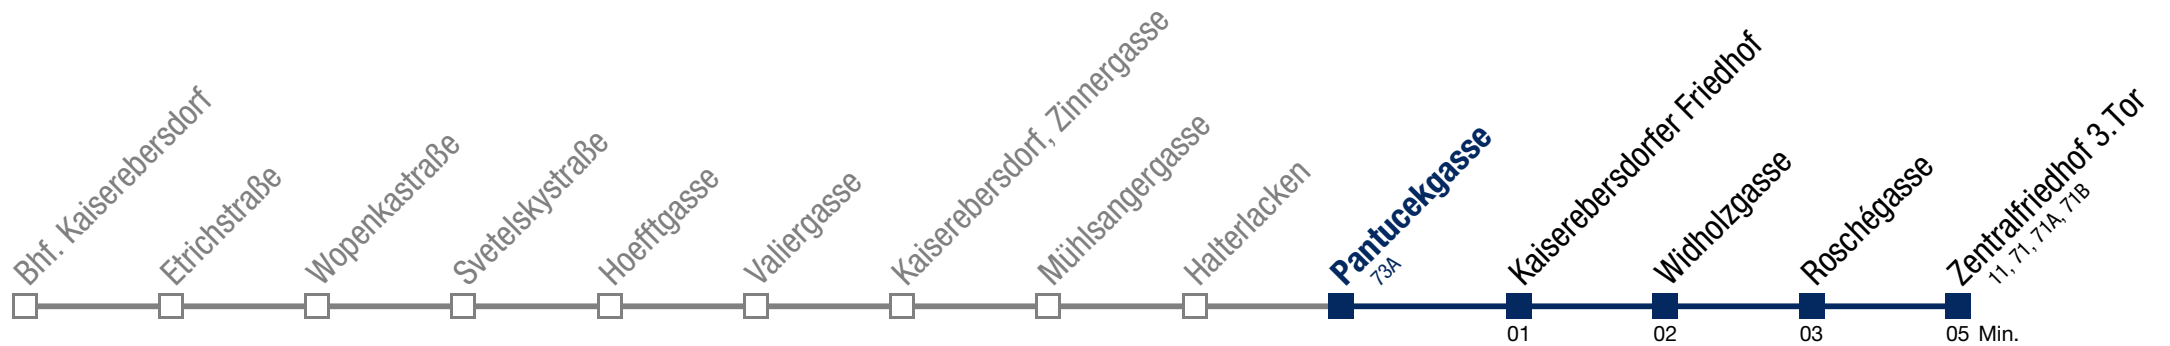 Bhf. Kaiserebersdorf
Etrichstraße
Wopenkastraße
Svetelskystraße
Hoefftgasse
Valiergasse
Kaiserebersdorf, Zinnergasse
Mühlsangergasse
Halterlacken
Pantucekgasse
73A
Kaiserebersdorfer Friedhof
Widholzgasse
Roschégasse
Zentralfriedhof 3.Tor
11, 71, 71A, 71B
01 02 03 05 Min.